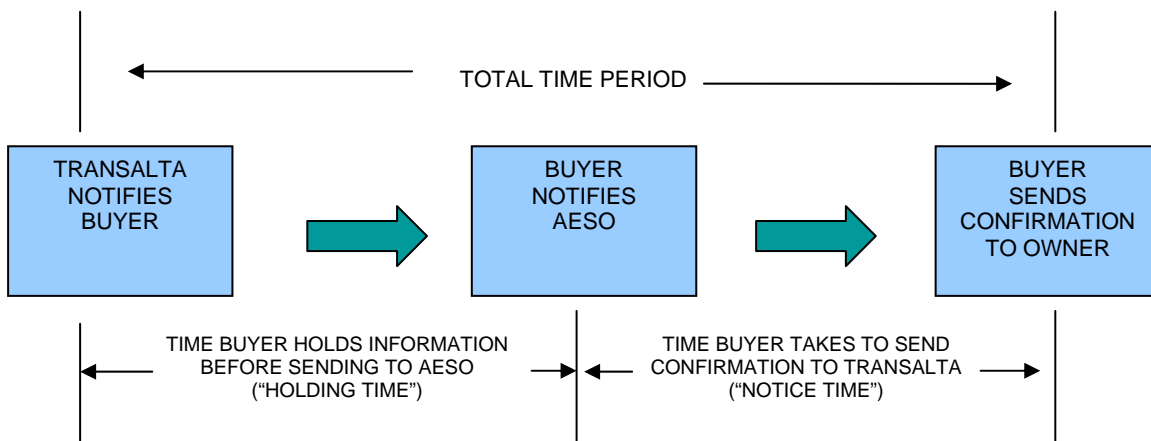 TOTAL TIME PERIOD
TRANSALTA
NOTIFIES
BUYER
BUYER
NOTIFIES
AESO
BUYER
SENDS
CONFIRMATION
TO OWNER
TIME BUYER HOLDS INFORMATION
BEFORE SENDING TO AESO
(“HOLDING TIME”)
TIME BUYER TAKES TO SEND
CONFIRMATION TO TRANSALTA
(“NOTICE TIME”)